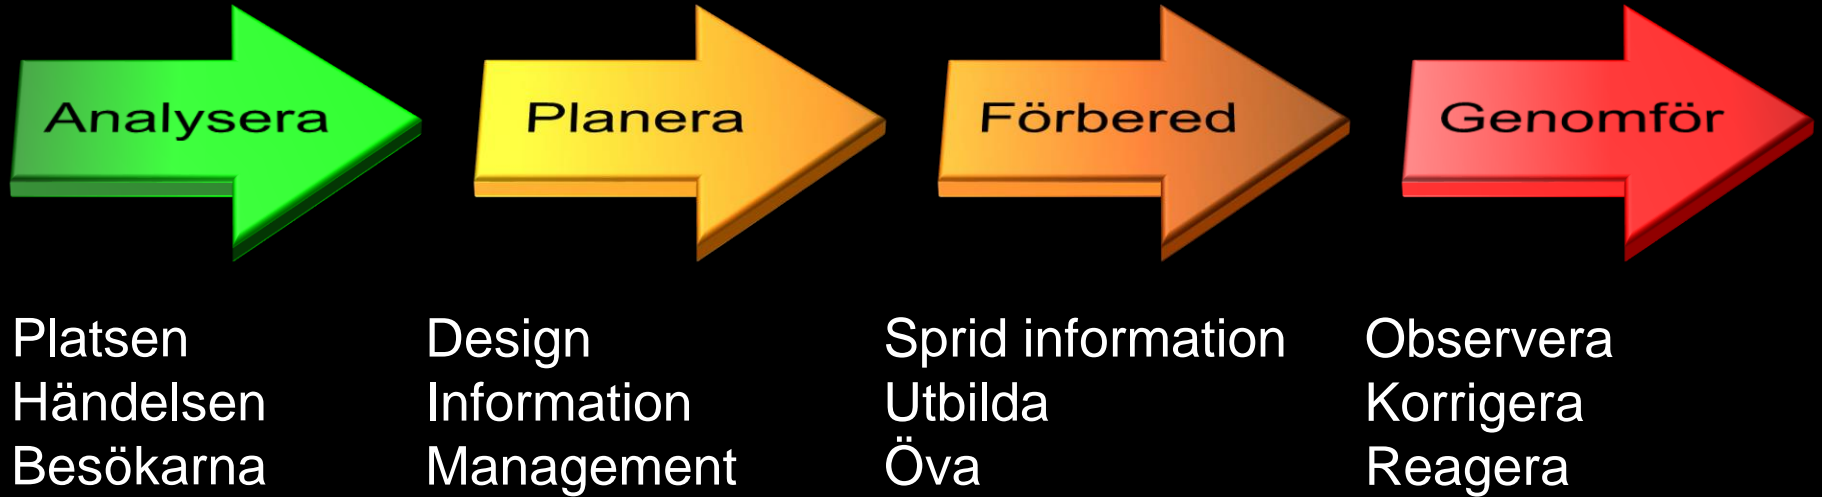 Analysera
Planera
Förbered
Genomför
Platsen
Händelsen
Besökarna
Design
Information
Management
Sprid information
Utbilda
Öva
Observera
Korrigera
Reagera